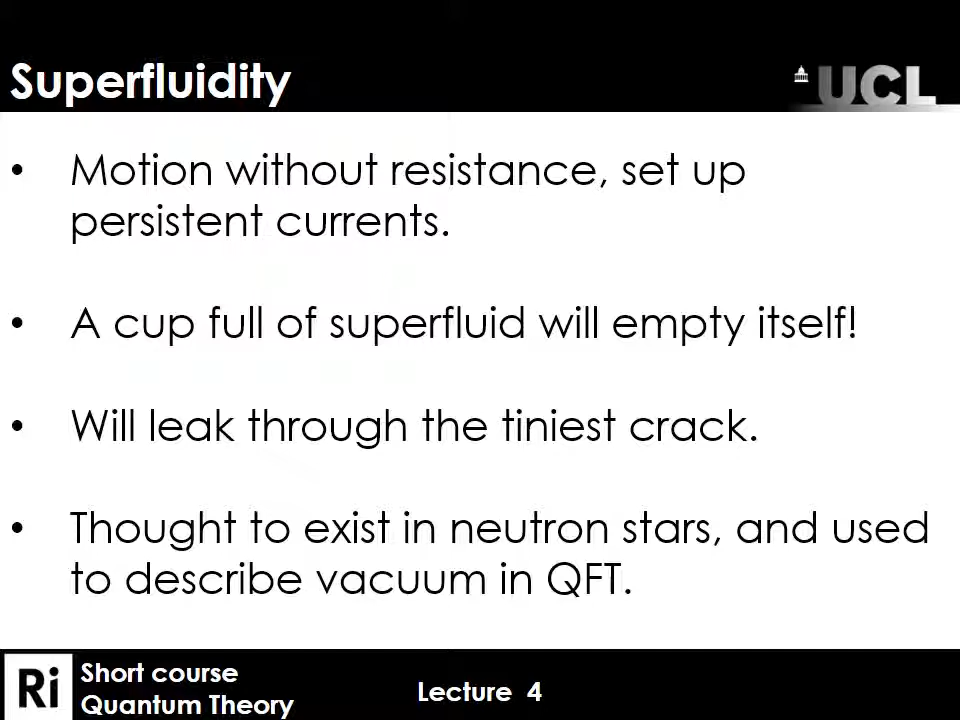 Superfluidity
UCL
• Motion without resistance, set up
persistent currents.
• A cup full of superfluid will empty itself!
• Will leak through the tiniest crack.
• Thought to exist in neutron stars, and used
to describe vacuum in QFT.
Ri
Short course
Quantum Theory
Lecture 4